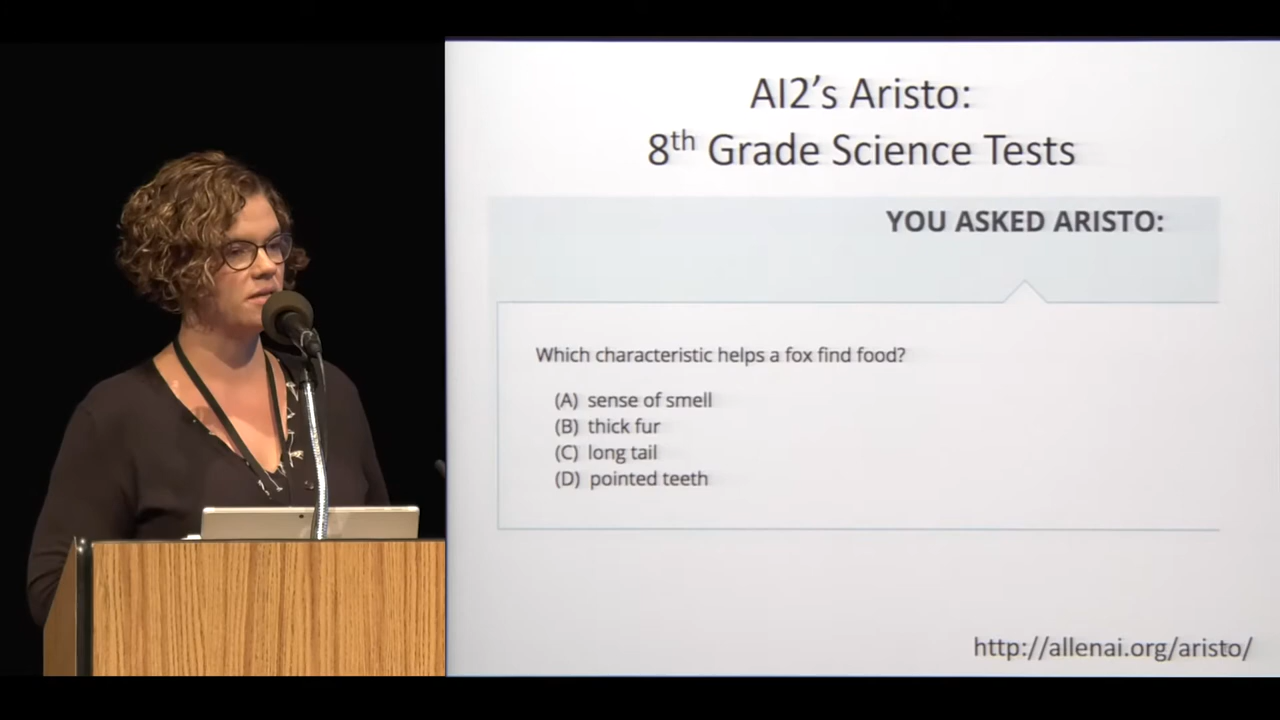 AI2's Aristo:
8th Grade Science Tests
YOU ASKED ARISTO:
Which characteristic helps a fox find food?
(A) sense of smell
(B) thick fur
(C) long tail
(D) pointed teeth
http://allenai.org/aristo/